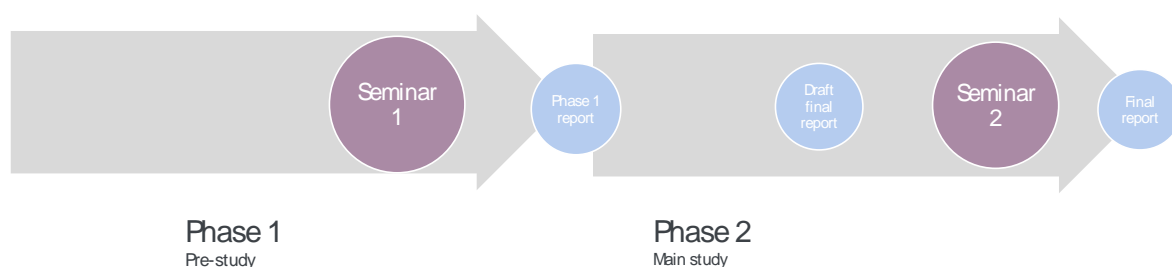 Seminar
1
Phase 1
report
Draft
final
report
Seminar
2
Final
report
Phase 1
Pre-study
Phase 2
Main study